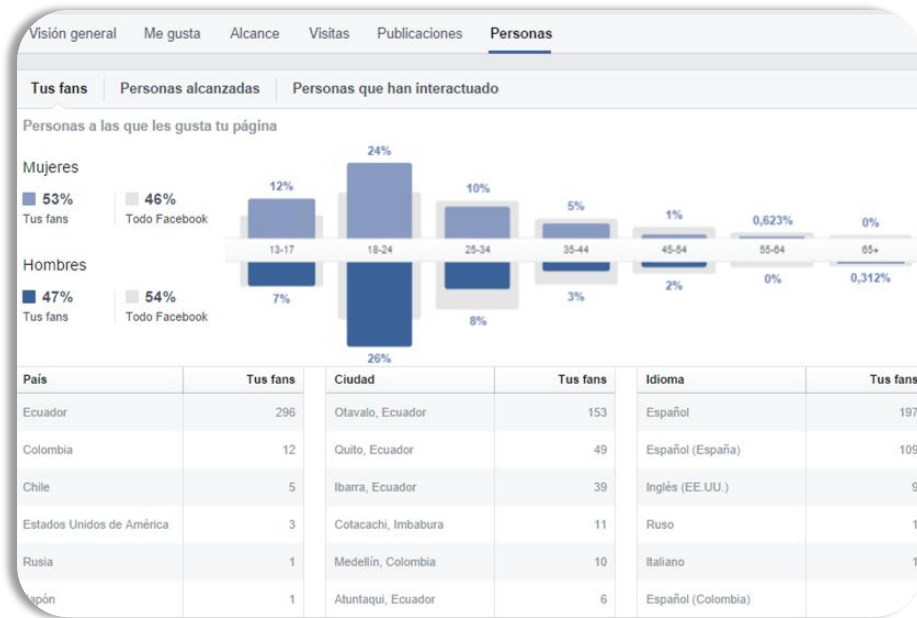 Visión general Me gusta Alcance Visitas Publicaciones Personas
Tus fans Personas alcanzadas Personas que han interactuado
Personas a las que les gusta tu página
Mujeres
53% 46%
Tus fans Todo Facebook
12% 24% 10% 5% 1% 0,623% 0%
13-17 18-24 25-34 35-44 45-54 55-64 65+
Hombres
47% 54%
Tus fans Todo Facebook
7% 26% 8% 3% 2% 0% 0,312%
País Tus fans Ciudad Tus fans Idioma Tus fans
Ecuador 296 Otavalo, Ecuador 153 Español 197
Colombia 12 Quito, Ecuador 49 Español (España) 109
Chile 5 Ibarra, Ecuador 39 Inglés (EE.UU.) 9
Estados Unidos de América 3 Cotacachi, Imbabura 11 Ruso 1
Rusia 1 Medellín, Colombia 10 Italiano 1
1 Atuntaqui, Ecuador 6 Español (Colombia)